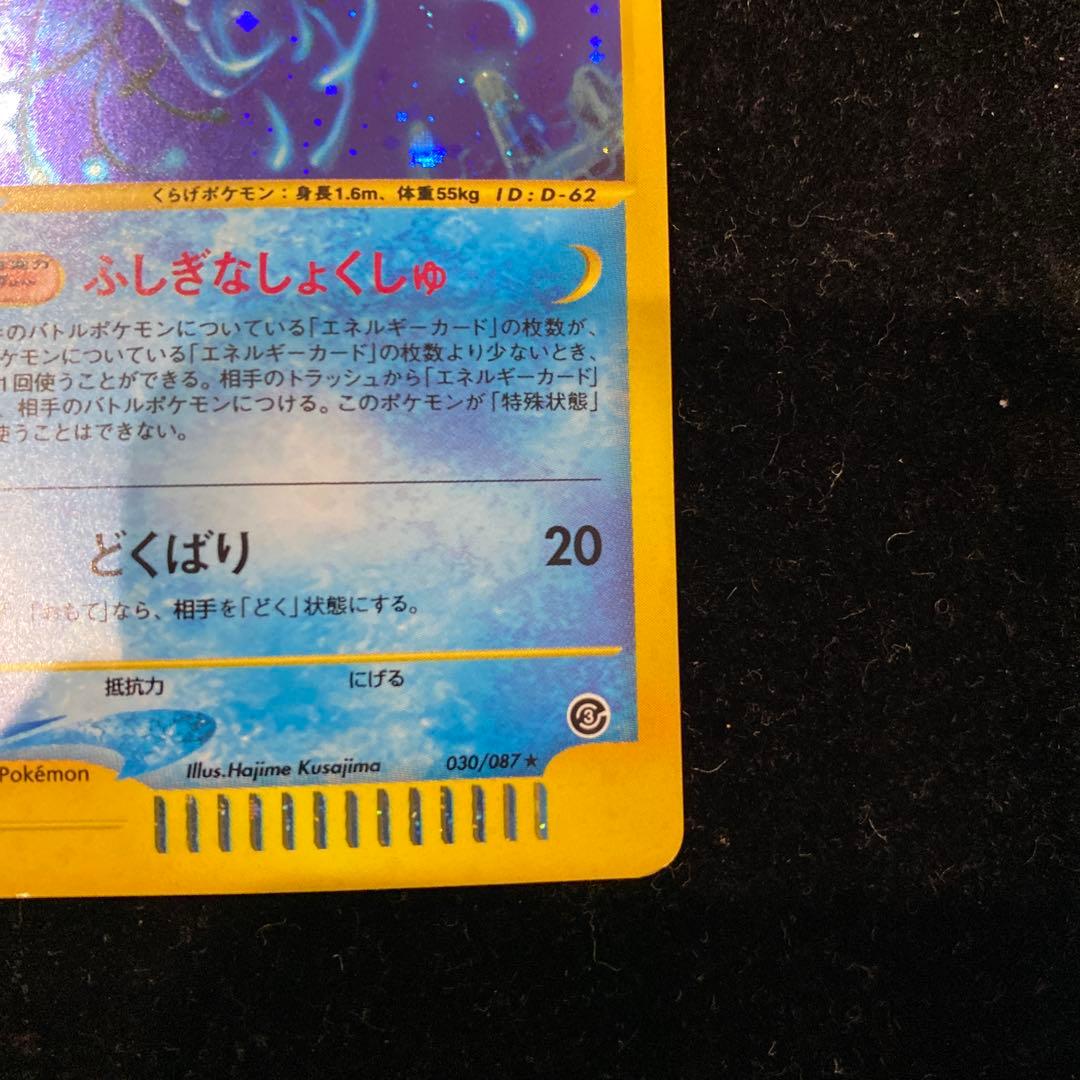 くらげポケモン：身長1.6m、体重55kg ID:D-62
ふしぎなしょくしゅ
のバトルポケモンについている「エネルギーカード」の枚数が、
ケモンについている「エネルギーカード」の枚数より少ないとき、
1回使うことができる。相手のトラッシュから「エネルギーカード」
、相手のバトルポケモンにつける。このポケモンが「特殊状態」
使うことはできない。
どくばり 20
「おもて」なら、相手を「どく」状態にする。
抵抗力 にげる
3
Pokémon Illus.Hajime Kusajima 030/087★